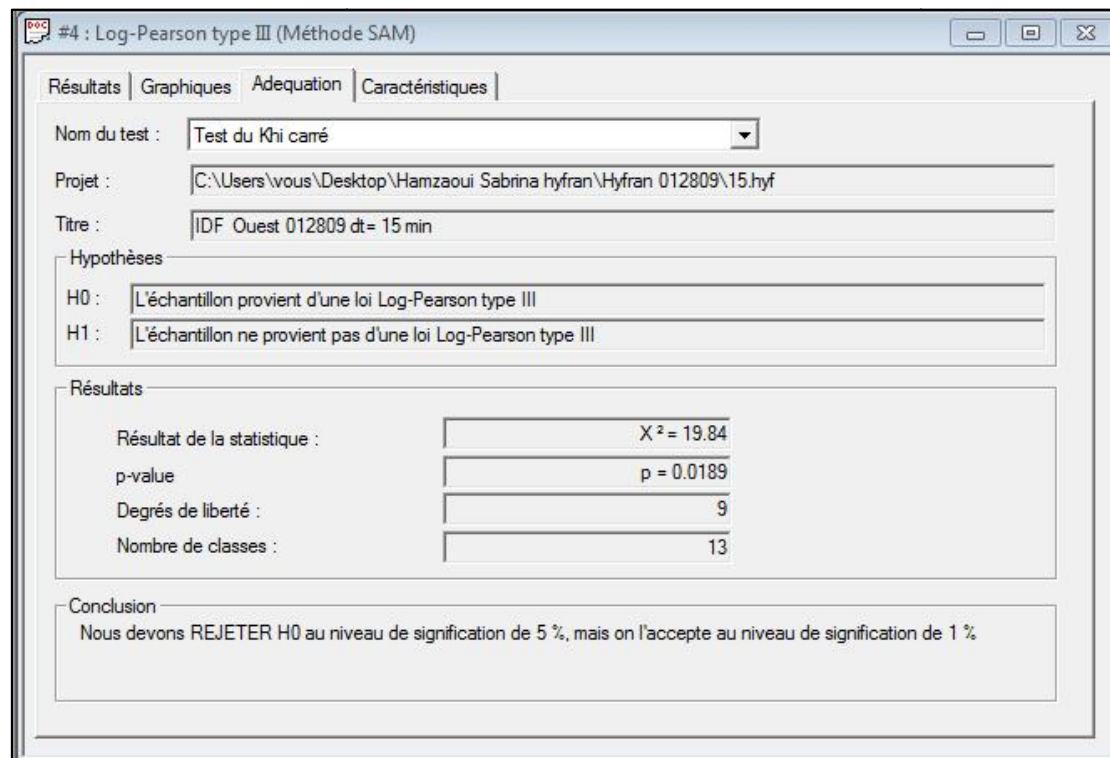 DOC #4 : Log-Pearson type III (Méthode SAM)
Résultats Graphiques Adequation Caractéristiques
Nom du test : Test du Khi carré
Projet : C:\Users\vous\Desktop\Hamzaoui Sabrina hyfran\Hyfran 012809\15.hyf
Titre : IDF Ouest 012809 dt= 15 min
Hypothèses
H0 : L'échantillon provient d'une loi Log-Pearson type III
H1 : L'échantillon ne provient pas d'une loi Log-Pearson type III
Résultats
Résultat de la statistique : X² = 19.84
p-value p = 0.0189
Degrés de liberté : 9
Nombre de classes : 13
Conclusion
Nous devons REJETER H0 au niveau de signification de 5 %, mais on l'accepte au niveau de signification de 1 %